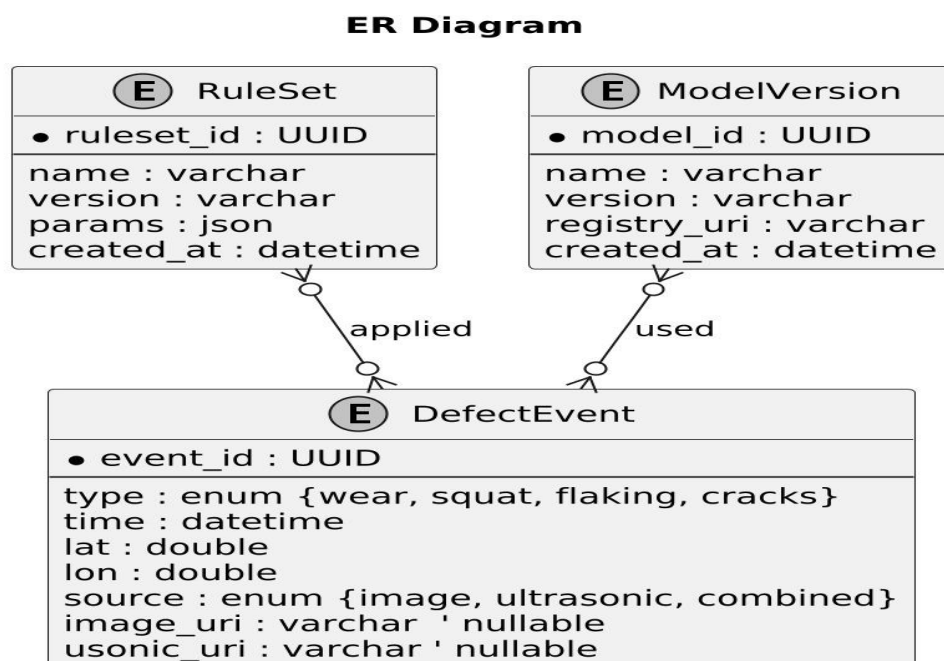 ER Diagram
E RuleSet
• ruleset_id : UUID
name : varchar
version : varchar
params : json
created_at : datetime
E ModelVersion
• model_id : UUID
name : varchar
version : varchar
registry_uri : varchar
created_at : datetime
applied
used
E DefectEvent
• event_id : UUID
type : enum {wear, squat, flaking, cracks}
time : datetime
lat : double
lon : double
source : enum {image, ultrasonic, combined}
image_uri : varchar ' nullable
usonic_uri : varchar ' nullable